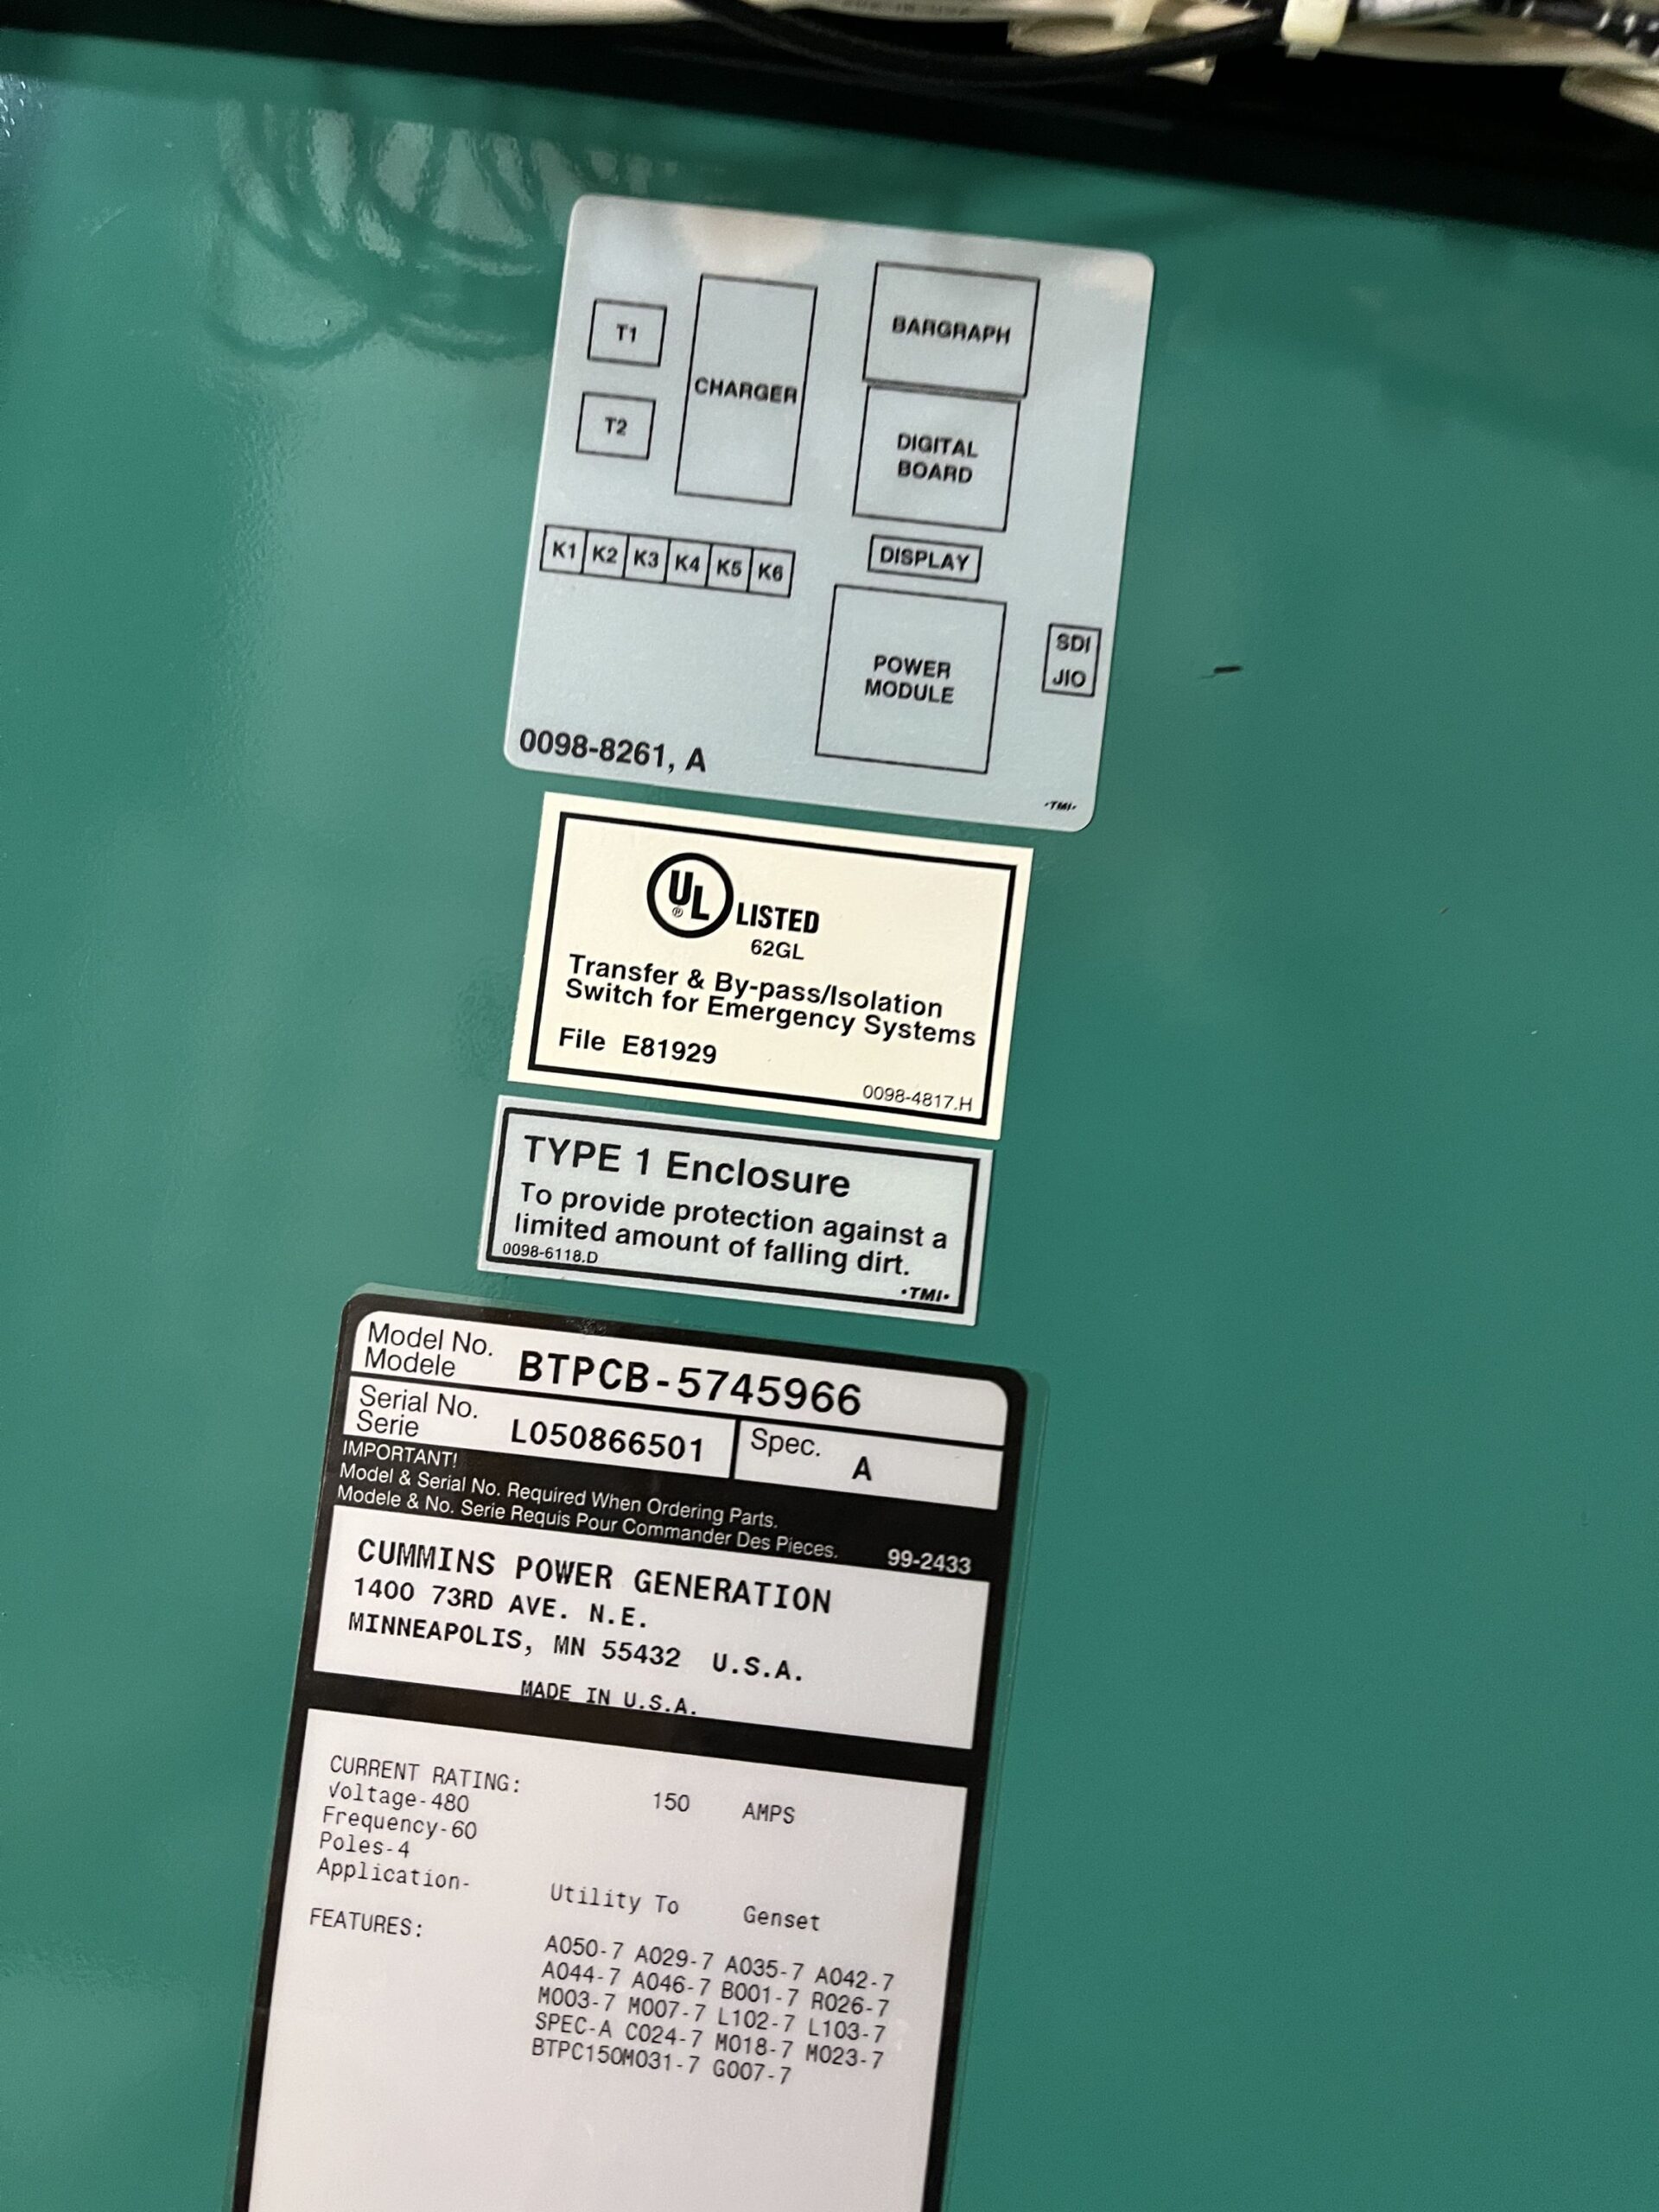 T1
T2
CHARGER
BARGRAPH
DIGITAL
BOARD
K1 K2 K3 K4 K5 K6
DISPLAY
POWER
MODULE
SDI
JIO
0098-8261, A
·TMI·
UL® LISTED
62GL
Transfer & By-pass/Isolation
Switch for Emergency Systems
File E81929
0098-4817.H
TYPE 1 Enclosure
To provide protection against a
limited amount of falling dirt.
0098-6118.D
·TMI·
Model No.
Modele
BTPCB-5745966
Serial No.
Serie
L050866501
Spec. A
IMPORTANT!
Model & Serial No. Required When Ordering Parts.
Modele & No. Serie Requis Pour Commander Des Pieces.
99-2433
CUMMINS POWER GENERATION
1400 73RD AVE. N.E.
MINNEAPOLIS, MN 55432 U.S.A.
MADE IN U.S.A.
CURRENT RATING: 150 AMPS
Voltage-480
Frequency-60
Poles-4
Application- Utility To Genset
FEATURES:
A050-7 A029-7 A035-7 A042-7
A044-7 A046-7 B001-7 R026-7
M003-7 M007-7 L102-7 L103-7
SPEC-A C024-7 M018-7 M023-7
BTPC150M031-7 G007-7